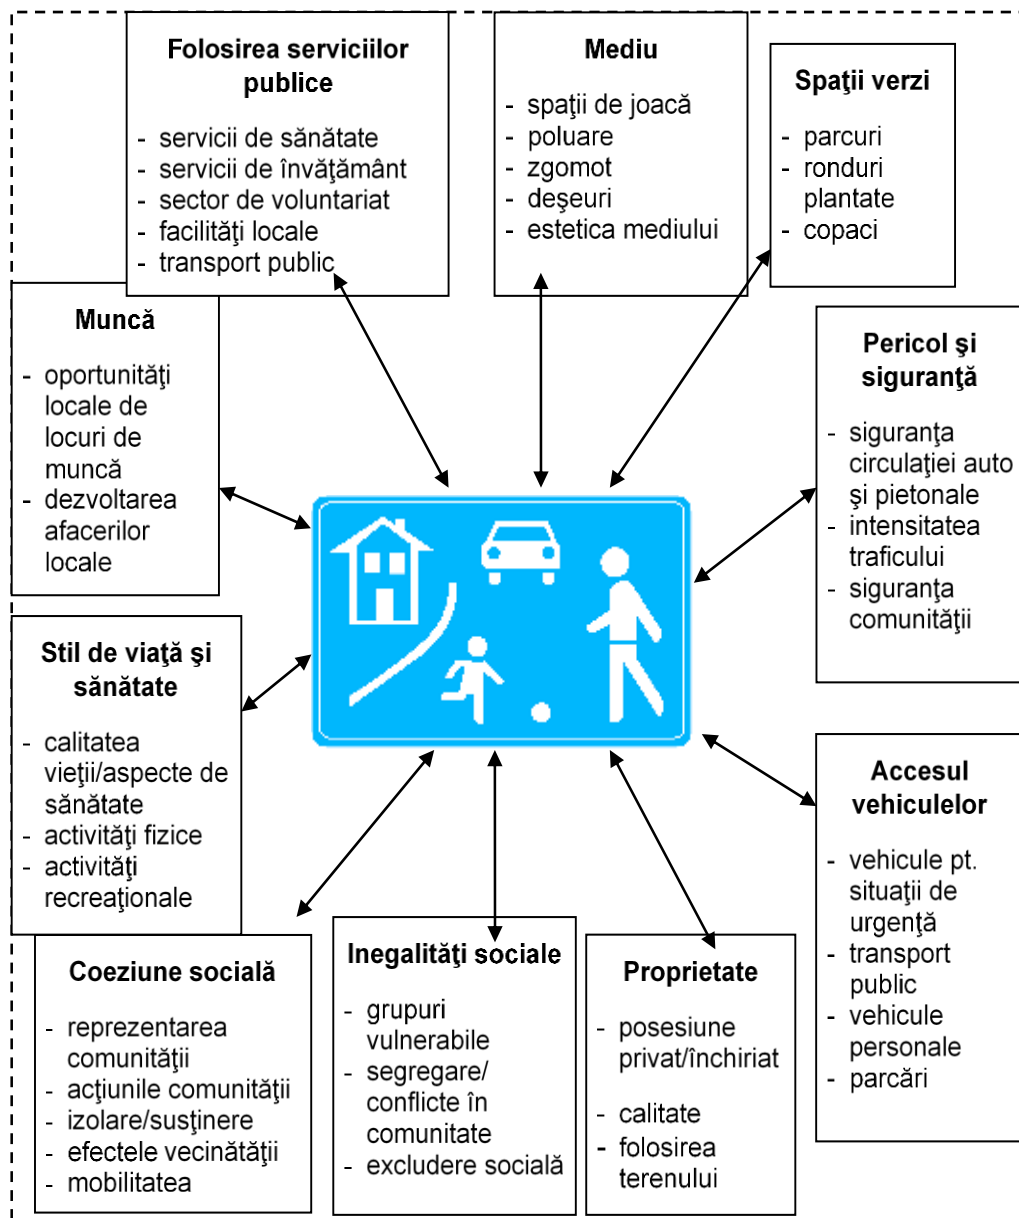 Folosirea serviciilor
publice
- servicii de sănătate
- servicii de învăţământ
- sector de voluntariat
- facilităţi locale
- transport public
Mediu
- spaţii de joacă
- poluare
- zgomot
- deşeuri
- estetica mediului
Spaţii verzi
- parcuri
- ronduri
plantate
- copaci
Muncă
- oportunităţi
locale de
locuri de
muncă
- dezvoltarea
afacerilor
locale
Pericol şi
siguranţă
- siguranţa
circulaţiei auto
şi pietonale
- intensitatea
traficului
- siguranţa
comunităţii
Stil de viaţă şi
sănătate
- calitatea
vieţii/aspecte de
sănătate
- activităţi fizice
- activităţi
recreaţionale
Accesul
vehiculelor
- vehicule pt.
situaţii de
urgenţă
- transport
public
- vehicule
personale
- parcări
Coeziune socială
- reprezentarea
comunităţii
- acţiunile comunităţii
- izolare/susţinere
- efectele vecinătăţii
- mobilitatea
Inegalităţi sociale
- grupuri
vulnerabile
- segregare/
conflicte în
comunitate
- excludere socială
Proprietate
- posesiune
privat/închiriat
- calitate
- folosirea
terenului